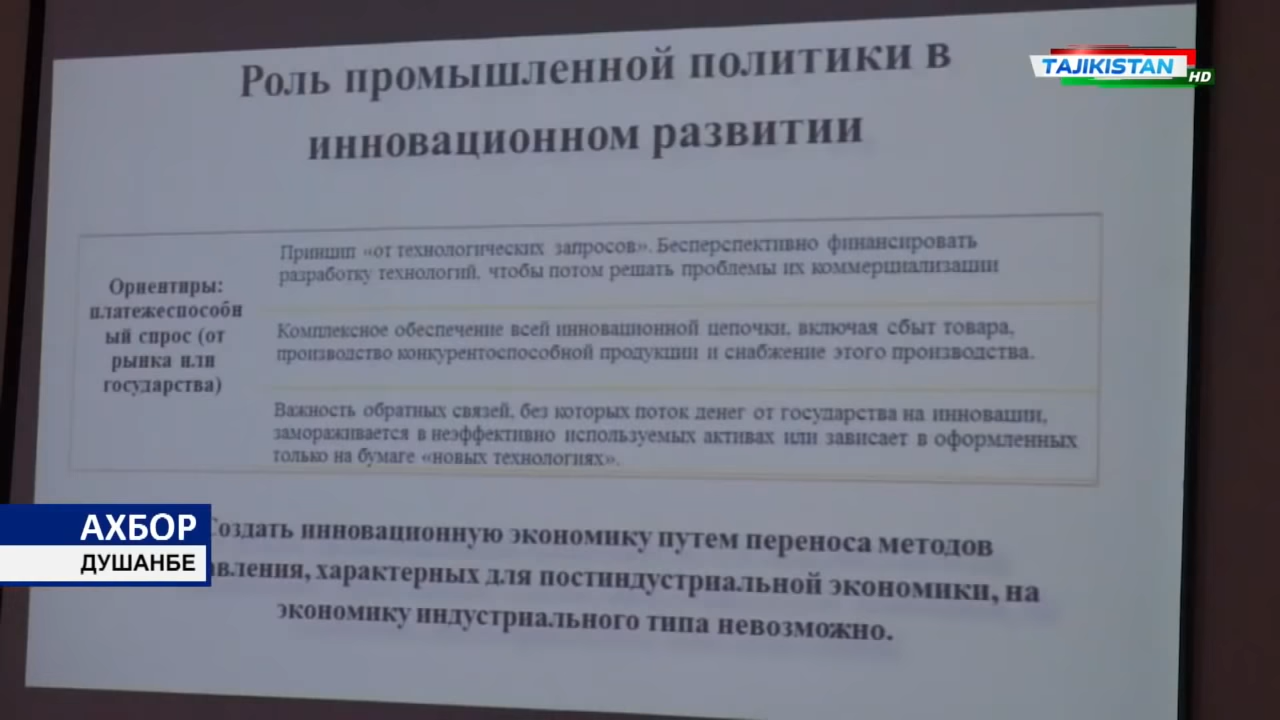 Роль промышленной политики в
инновационном развитии
TAJIKISTAN HD
Ориентиры:
платежеспособн
ый спрос (от
рынка или
государства)
Принцип «от технологических запросов». Бесперспективно финансировать
разработку технологий, чтобы потом решать проблемы их коммерциализации
Комплексное обеспечение всей инновационной цепочки, включая сбыт товара,
производство конкурентоспособной продукции и снабжение этого производства.
Важность обратных связей, без которых поток денег от государства на инновации,
замораживается в неэффективно используемых активах или зависает в оформленных
только на бумаге «новых технологиях».
Создать инновационную экономику путем переноса методов
авления, характерных для постиндустриальной экономики, на
экономику индустриального типа невозможно.
АХБОР
ДУШАНБЕ